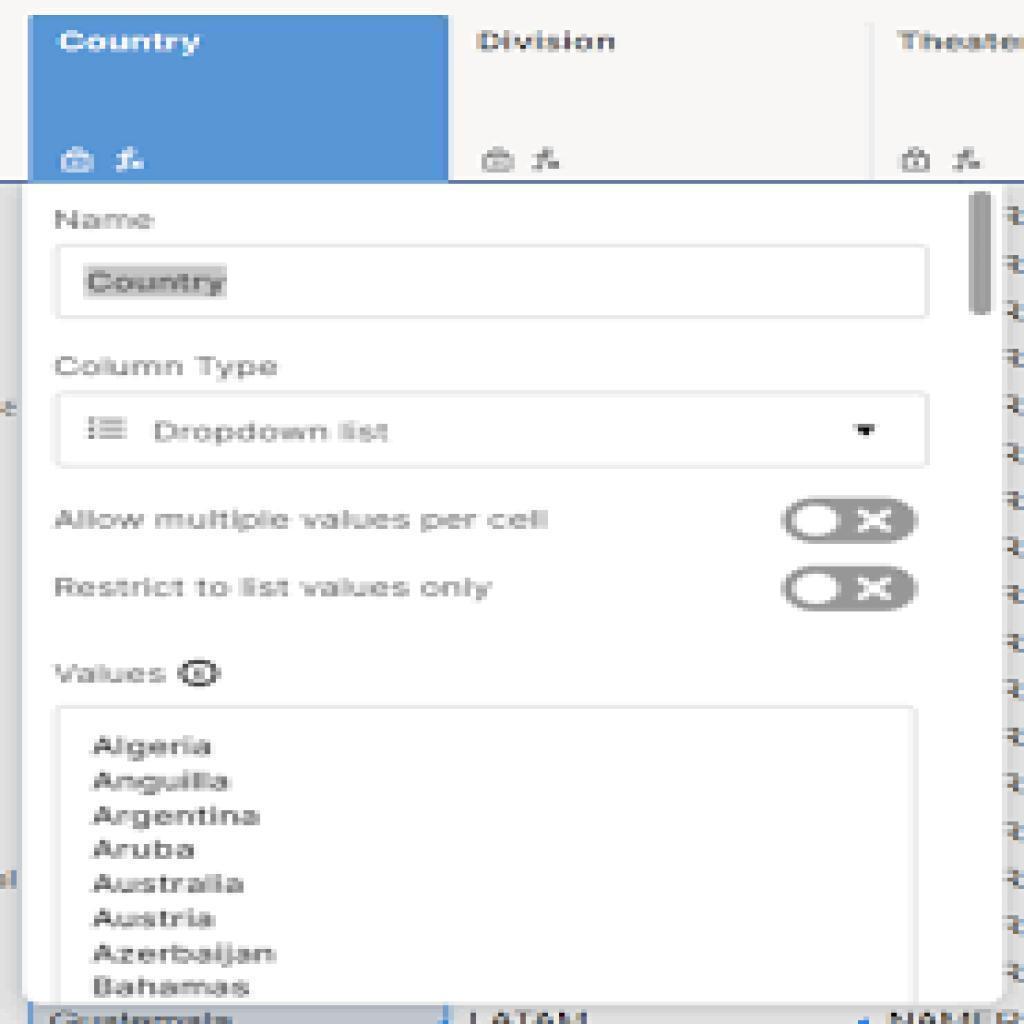 Country Division Theater
Name
Country
Column Type
Dropdown list
Allow multiple values per cell
Restrict to list values only
Values
Algeria
Anguilla
Argentina
Aruba
Australia
Austria
Azerbaijan
Bahamas
Guatemala LATAM NAMER